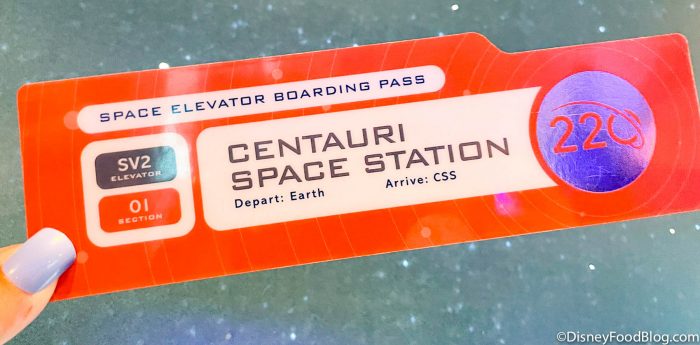 SPACE ELEVATOR BOARDING PASS
SV2
ELEVATOR
01
SECTION
CENTAURI
SPACE STATION
Depart: Earth
Arrive: CSS
220
©DisneyFoodBlog.com